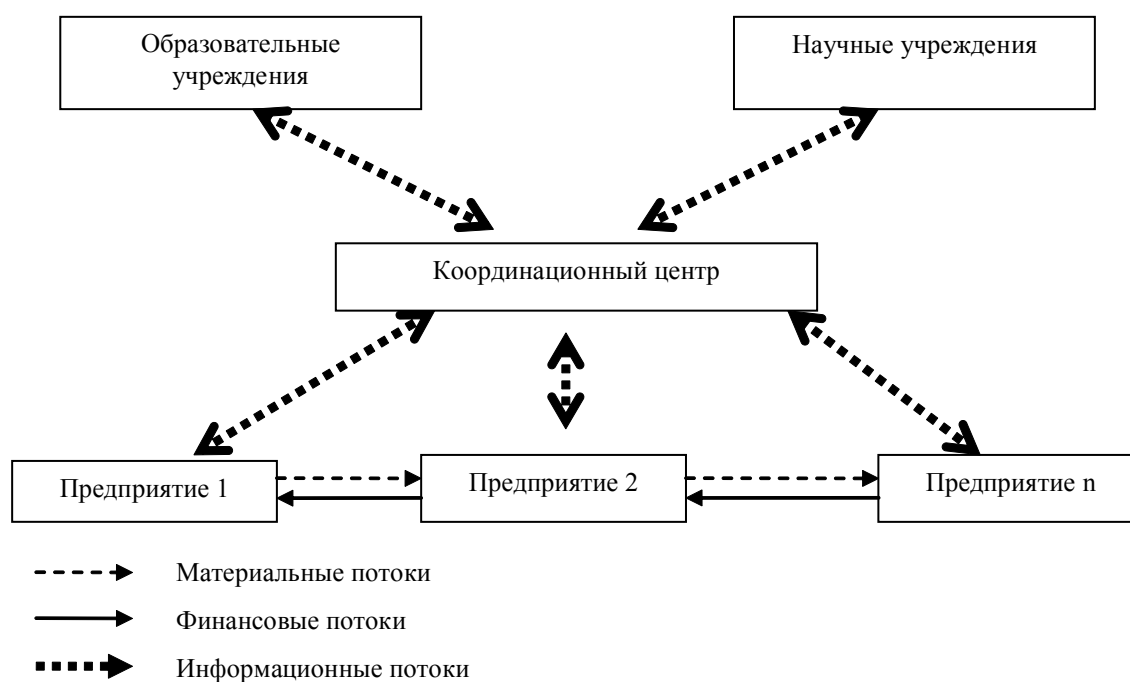 Образовательные
учреждения
Научные учреждения
Координационный центр
Предприятие 1
Предприятие 2
Предприятие n
Материальные потоки
Финансовые потоки
Информационные потоки